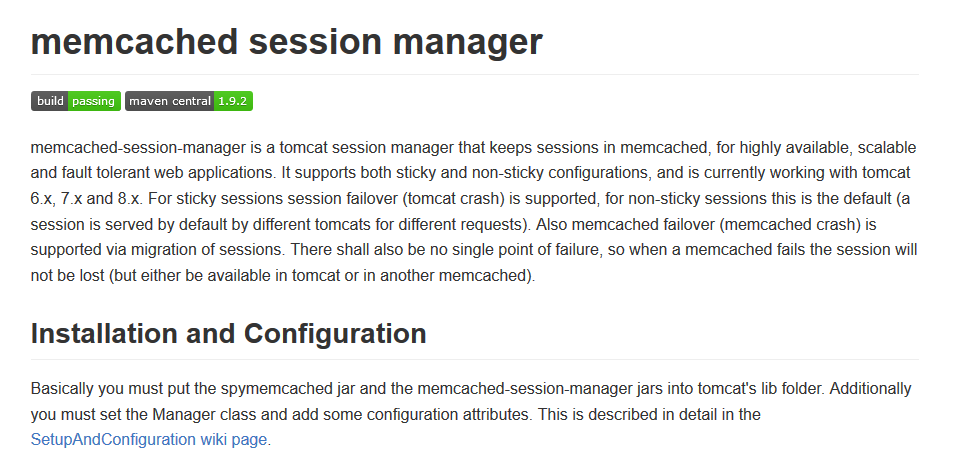 memcached session manager
build passing maven central 1.9.2
memcached-session-manager is a tomcat session manager that keeps sessions in memcached, for highly available, scalable
and fault tolerant web applications. It supports both sticky and non-sticky configurations, and is currently working with tomcat
6.x, 7.x and 8.x. For sticky sessions session failover (tomcat crash) is supported, for non-sticky sessions this is the default (a
session is served by default by different tomcats for different requests). Also memcached failover (memcached crash) is
supported via migration of sessions. There shall also be no single point of failure, so when a memcached fails the session will
not be lost (but either be available in tomcat or in another memcached).
Installation and Configuration
Basically you must put the spymemcached jar and the memcached-session-manager jars into tomcat's lib folder. Additionally
you must set the Manager class and add some configuration attributes. This is described in detail in the
SetupAndConfiguration wiki page.